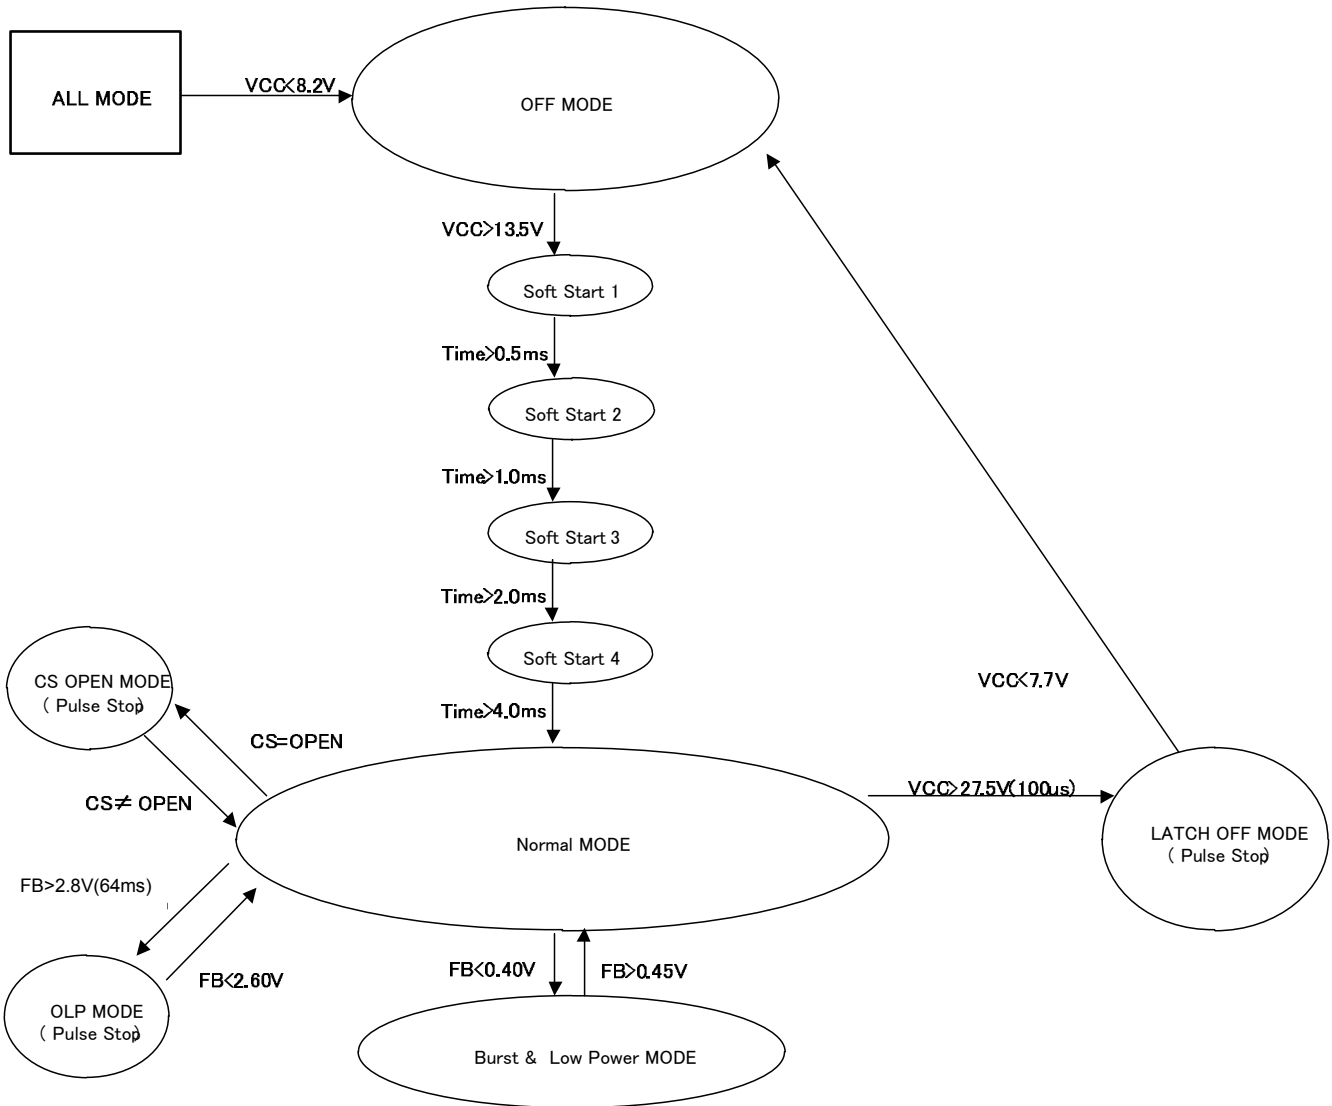 ALL MODE
VCC<8.2V
OFF MODE
VCC>13.5V
Soft Start 1
Time>0.5ms
Soft Start 2
Time>1.0ms
Soft Start 3
Time>2.0ms
Soft Start 4
Time>4.0ms
CS OPEN MODE
( Pulse Stop)
CS=OPEN
CS≠ OPEN
VCC<7.7V
Normal MODE
VCC>27.5V(100us)
LATCH OFF MODE
( Pulse Stop)
FB>2.8V(64ms)
FB<2.60V
OLP MODE
( Pulse Stop)
FB<0.40V
FB>0.45V
Burst & Low Power MODE